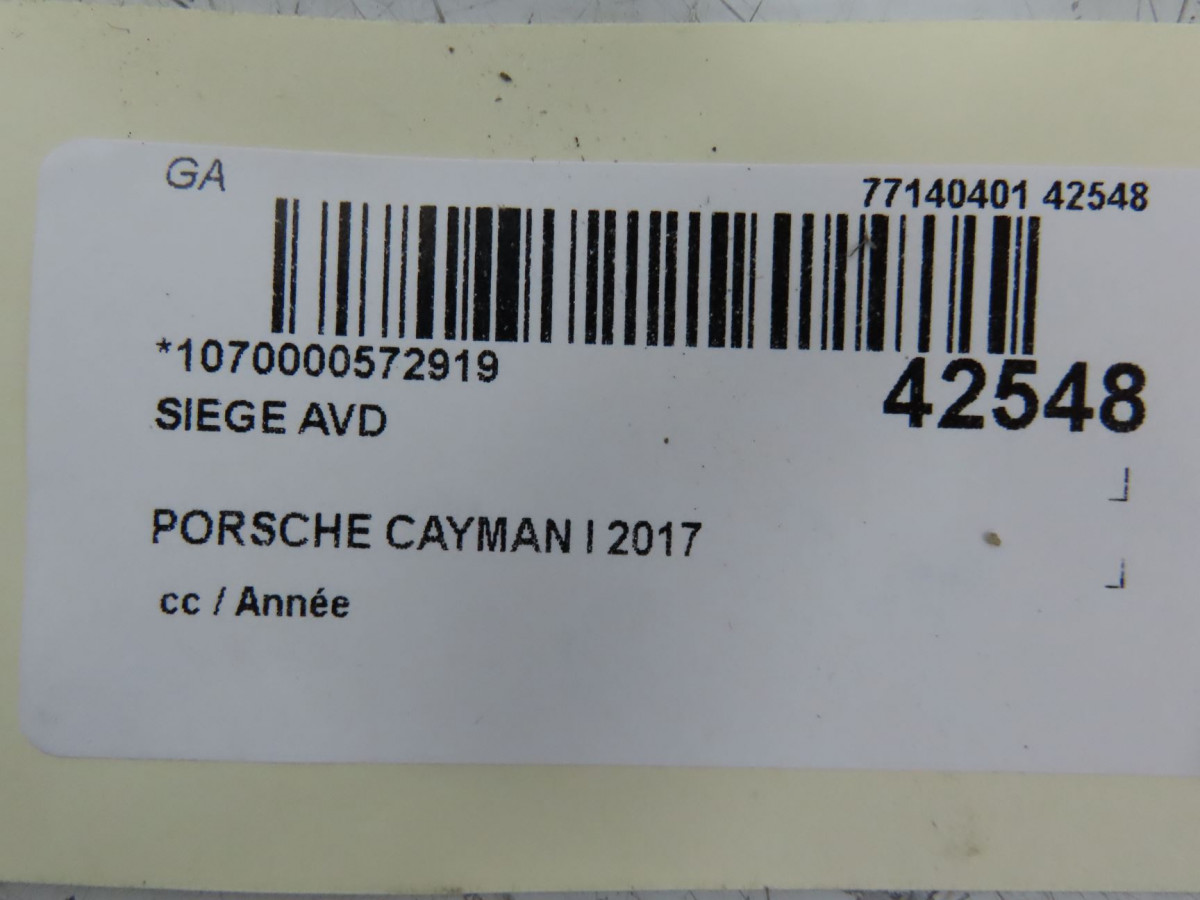 GA
77140401 42548
*1070000572919
42548
SIEGE AVD
PORSCHE CAYMAN I 2017
cc / Année